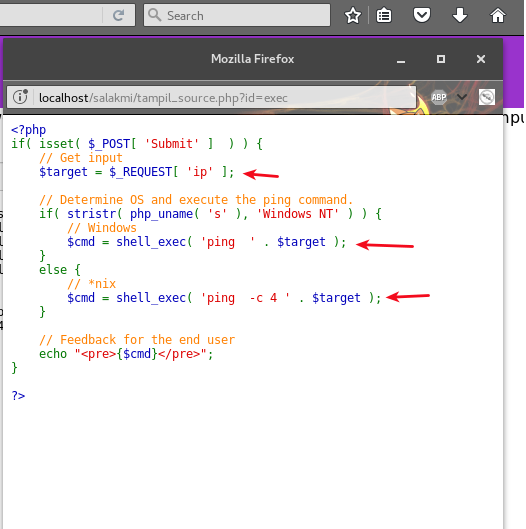 Search
Mozilla Firefox
localhost/salakmi/tampil_source.php?id=exec
ABP
<?php
if( isset( $_POST[ 'Submit' ]  ) ) {
    // Get input
    $target = $_REQUEST[ 'ip' ];

    // Determine OS and execute the ping command.
    if( stristr( php_uname( 's' ), 'Windows NT' ) ) {
        // Windows
        $cmd = shell_exec( 'ping  ' . $target );
    }
    else {
        // *nix
        $cmd = shell_exec( 'ping  -c 4 ' . $target );
    }

    // Feedback for the end user
    echo "<pre>{$cmd}</pre>";
}

?>